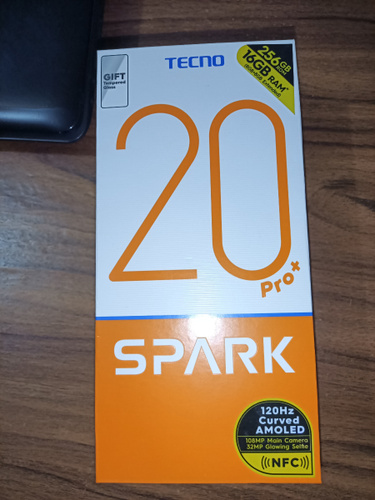 TECNO
GIFT
Tempered
Glass
256GB
ROM
16GB RAM*
20
Pro+
SPARK
120Hz
Curved
AMOLED
108MP Main Camera
32MP Glowing Selfie
NFC